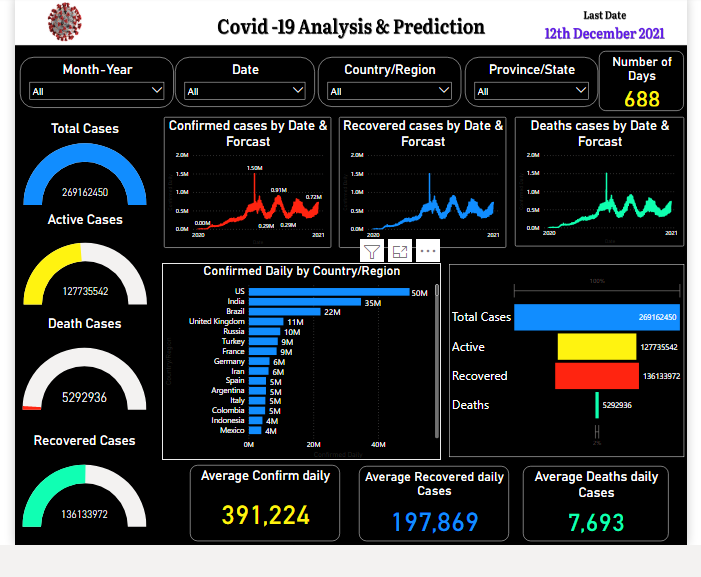 Covid -19 Analysis & Prediction
Last Date
12th December 2021
Month-Year
All
Date
All
Country/Region
All
Province/State
All
Number of
Days
688
Total Cases
269162450
Active Cases
127735542
Death Cases
5292936
Recovered Cases
136133972
Confirmed cases by Date &
Forcast
2.0M
1.5M
1.0M
0.5M
0.0M
1.50M
0.91M
0.72M
0.00M
0.29M
0.29M
2020
2021
Recovered cases by Date &
Forcast
2.0M
1.5M
1.0M
0.5M
0.0M
2020
2021
Deaths cases by Date &
Forcast
2.0M
1.5M
1.0M
0.5M
0.0M
2020
2021
Confirmed Daily by Country/Region
US 50M
India 35M
Brazil 22M
United Kingdom 11M
Russia 10M
Turkey 9M
France 9M
Germany 6M
Iran 6M
Spain 5M
Argentina 5M
Italy 5M
Colombia 5M
Indonesia 4M
Mexico 4M
0M 20M 40M
Confirmed Daily
Country/Region
100%
Total Cases 269162450
Active 127735542
Recovered 136133972
Deaths 5292936
2%
Average Confirm daily
391,224
Average Recovered daily
Cases
197,869
Average Deaths daily
Cases
7,693